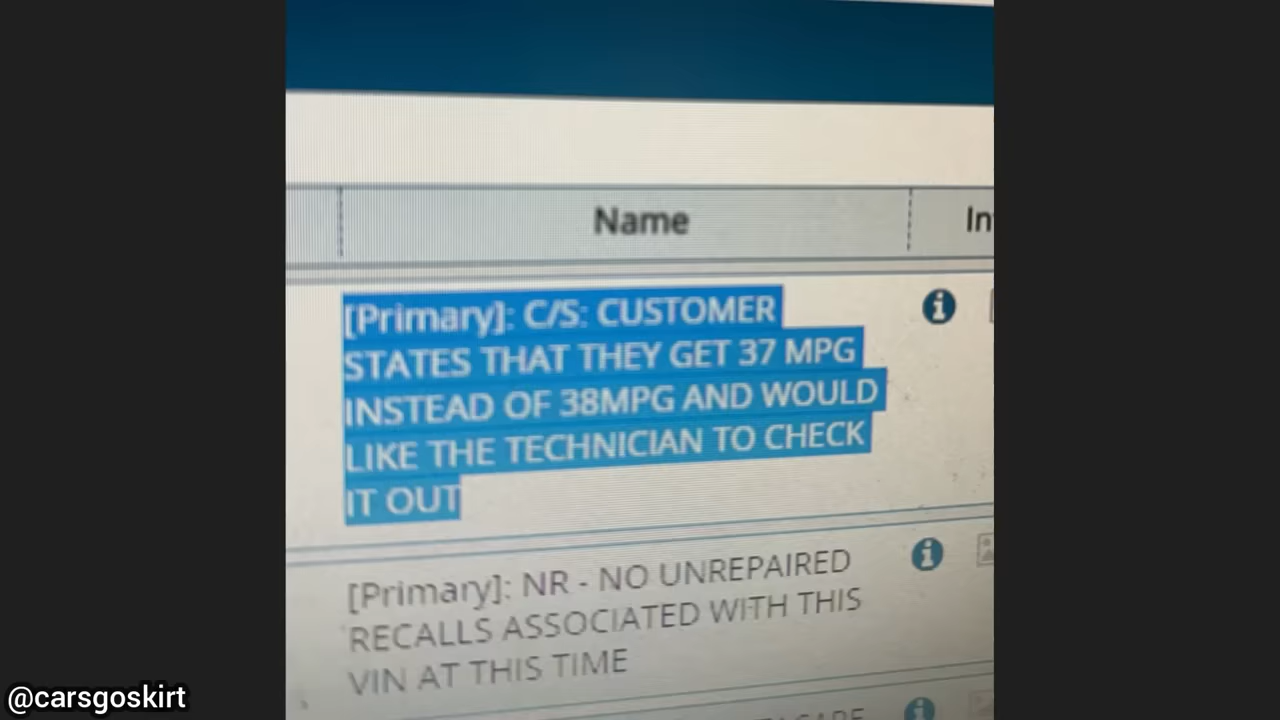 Name
[Primary]: C/S: CUSTOMER
STATES THAT THEY GET 37 MPG
INSTEAD OF 38MPG AND WOULD
LIKE THE TECHNICIAN TO CHECK
IT OUT
[Primary]: NR - NO UNREPAIRED
RECALLS ASSOCIATED WITH THIS
VIN AT THIS TIME
@carsgoskirt